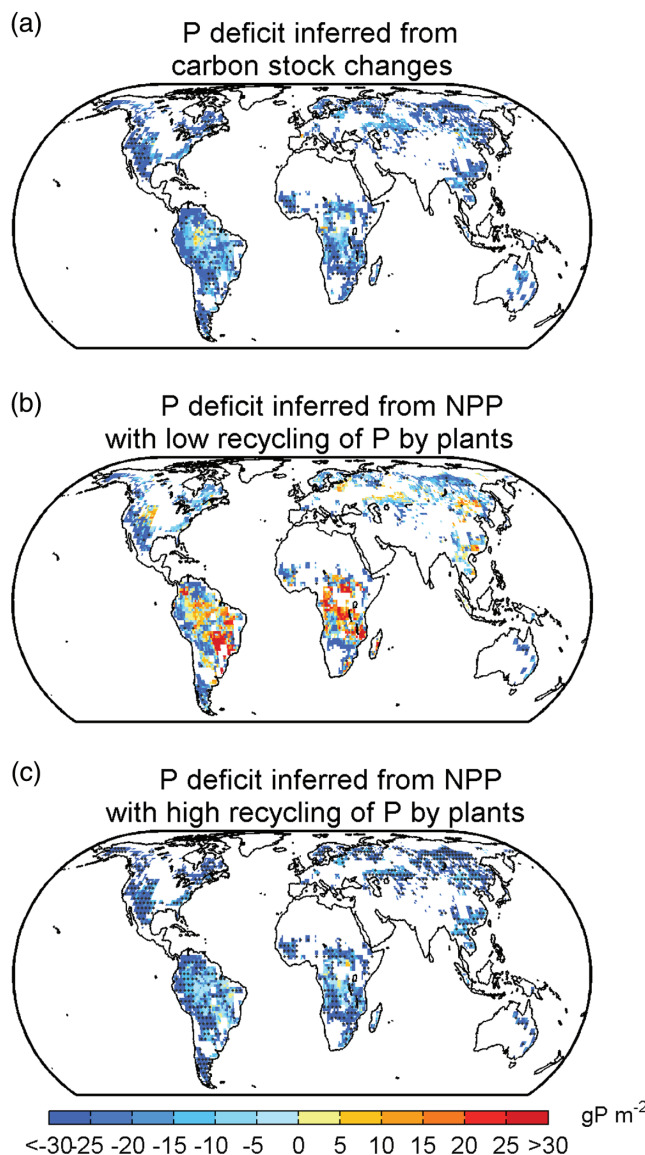 (a)
P deficit inferred from
carbon stock changes
(b)
P deficit inferred from NPP
with low recycling of P by plants
(c)
P deficit inferred from NPP
with high recycling of P by plants
gP m-2
<-30-25 -20 -15 -10 -5 0 5 10 15 20 25 >30